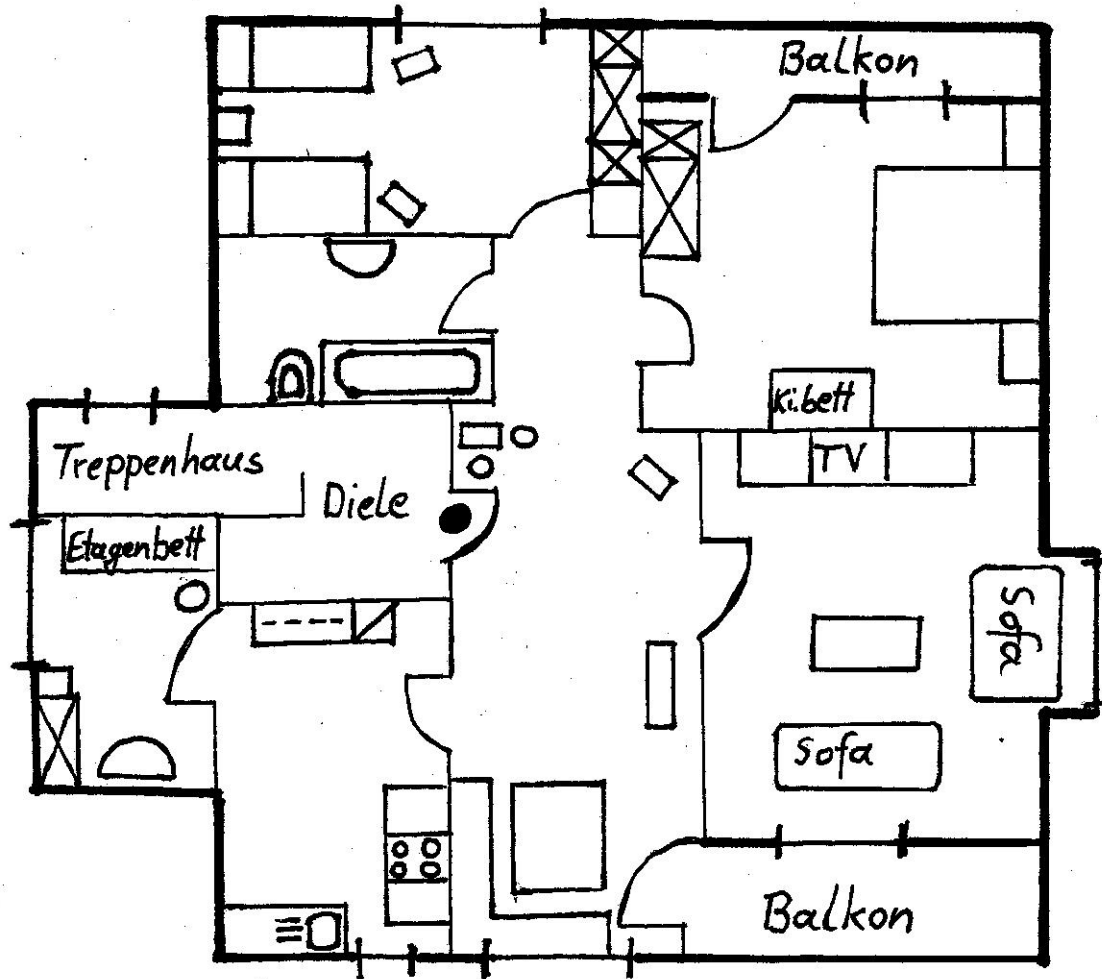 Balkon
Ki.bett
TV
Treppenhaus
Diele
Etagenbett
Sofa
Sofa
Balkon